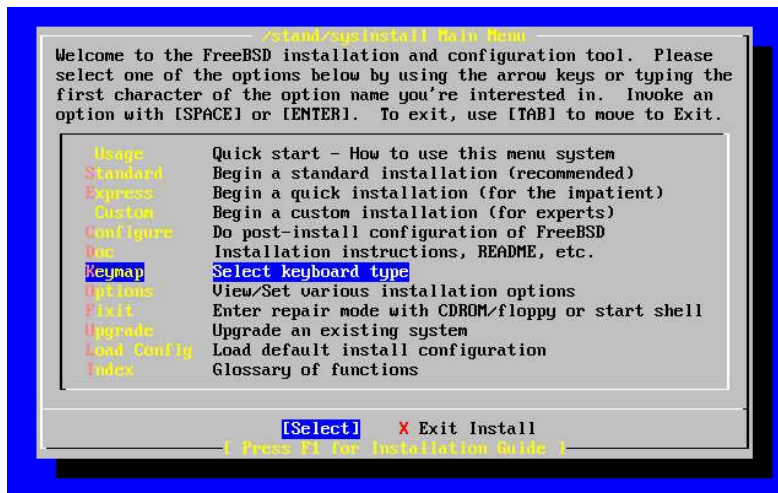 /stand/sysinstall Main Menu
Welcome to the FreeBSD installation and configuration tool. Please
select one of the options below by using the arrow keys or typing the
first character of the option name you're interested in. Invoke an
option with [SPACE] or [ENTER]. To exit, use [TAB] to move to Exit.
Usage Quick start - How to use this menu system
Standard Begin a standard installation (recommended)
Express Begin a quick installation (for the impatient)
Custom Begin a custom installation (for experts)
Configure Do post-install configuration of FreeBSD
Doc Installation instructions, README, etc.
Keymap Select keyboard type
Options View/Set various installation options
Fixit Enter repair mode with CDROM/floppy or start shell
Upgrade Upgrade an existing system
Load Config Load default install configuration
Index Glossary of functions
[Select] X Exit Install
[ Press F1 for Installation Guide ]